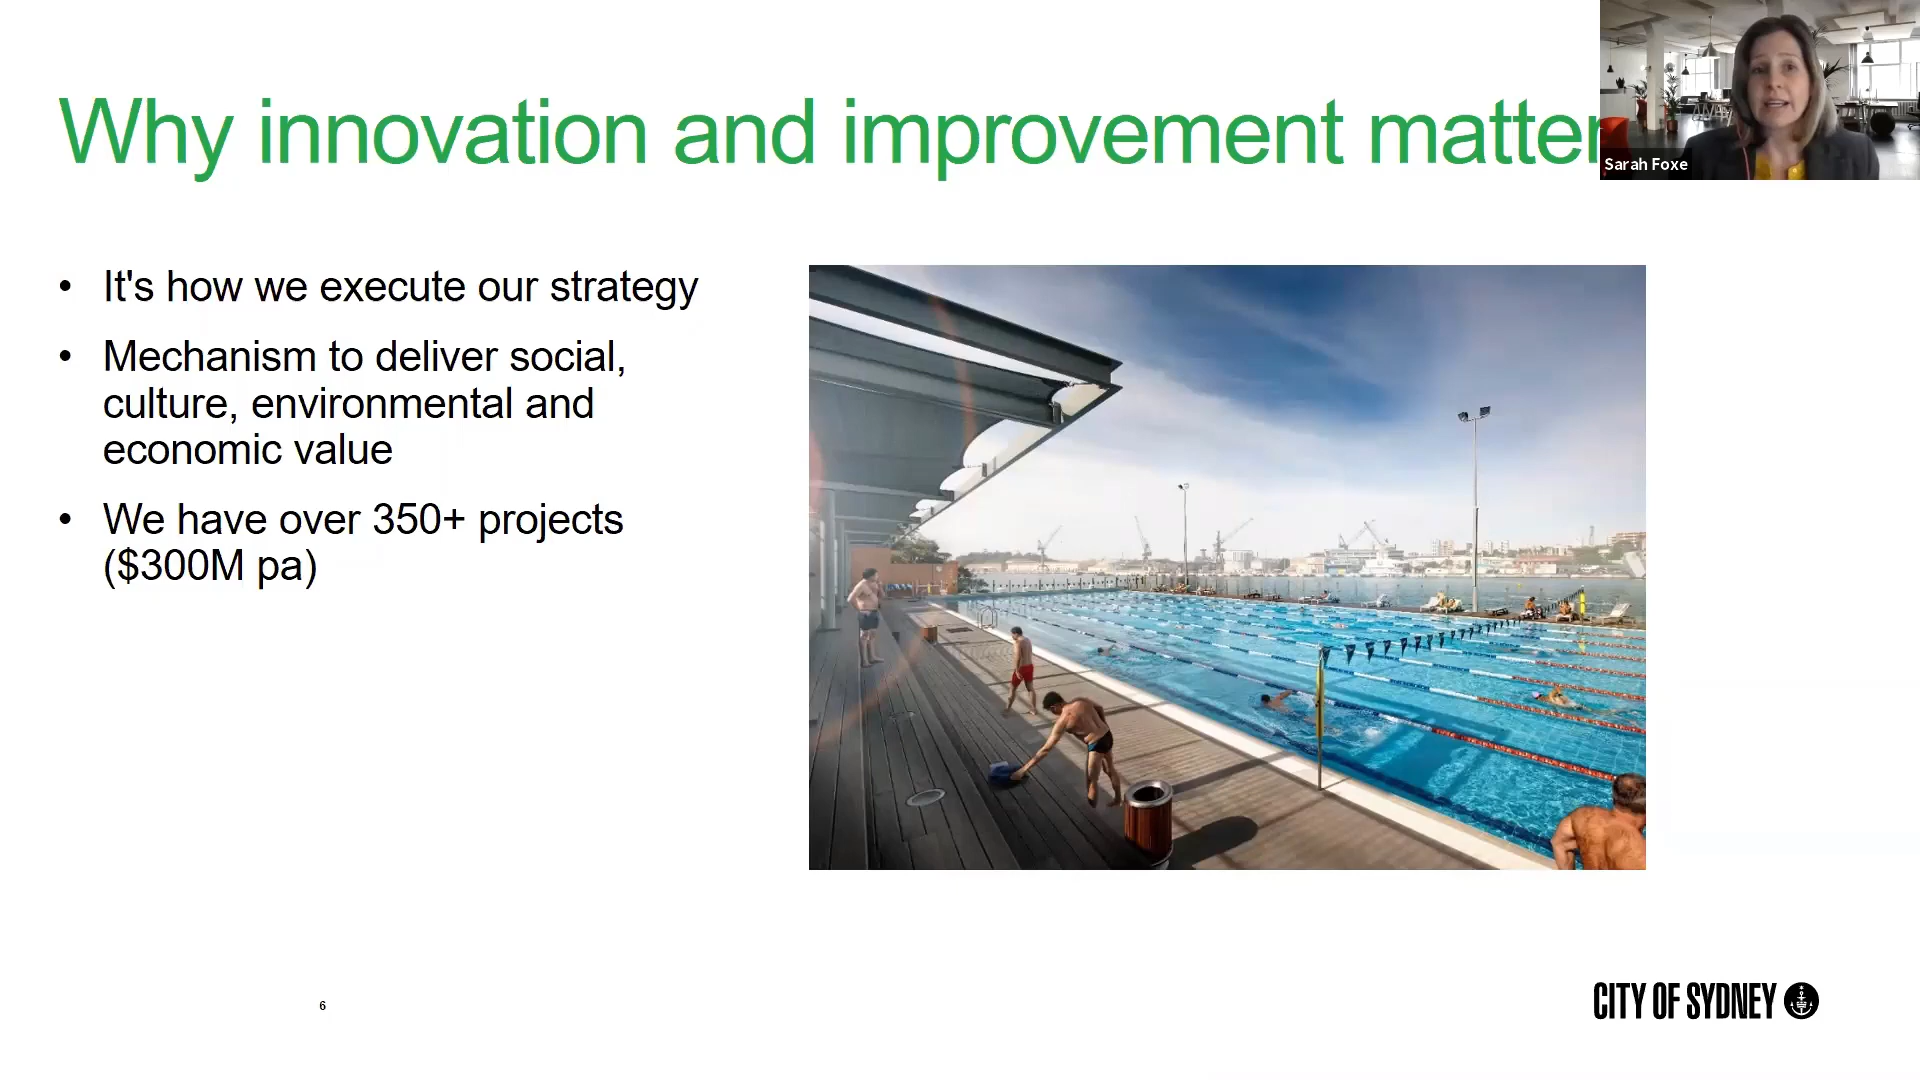 Why innovation and improvement matter
Sarah Foxe
• It's how we execute our strategy
• Mechanism to deliver social,
culture, environmental and
economic value
• We have over 350+ projects
($300M pa)
6
CITY OF SYDNEY